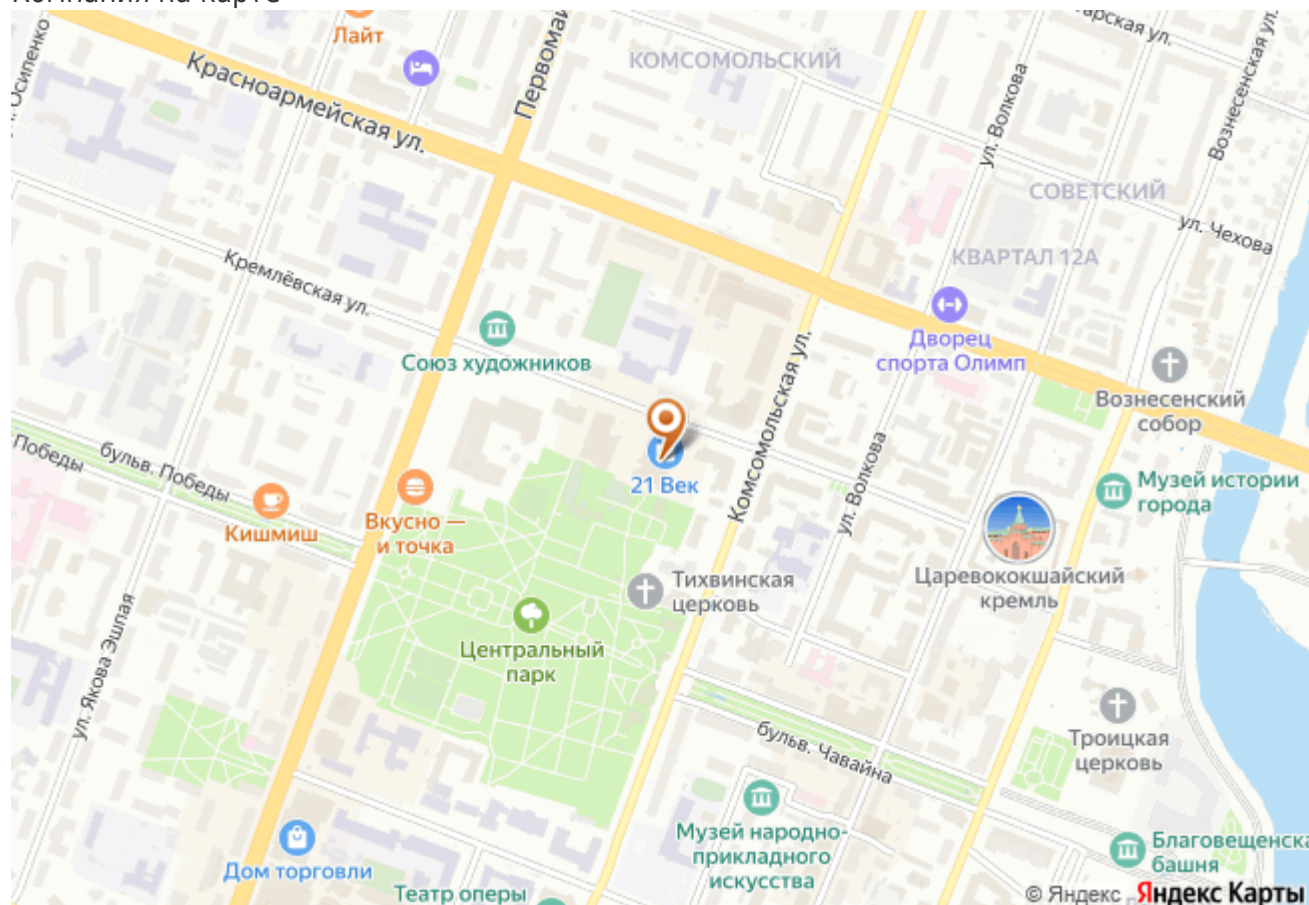 Компания на карте
Лайт
Красноармейская ул.
КОМСОМОЛЬСКИЙ
ул. Волкова
Вознесенская ул.
СОВЕТСКИЙ
ул. Чехова
КВАРТАЛ 12А
Кремлёвская ул.
Союз художников
Дворец
спорта Олимп
Вознесенский
собор
Комсомольская ул.
21 Век
бульв. Победы
Победы
Кишмиш
Вкусно —
и точка
ул. Волкова
Музей истории
города
Царевококшайский
кремль
Тихвинская
церковь
Центральный
парк
ул. Якова Эшпая
бульв. Чавайна
Троицкая
церковь
Музей народно-
прикладного
искусства
Дом торговли
Театр оперы
Благовещенска
башня
© Яндекс
Яндекс Карты